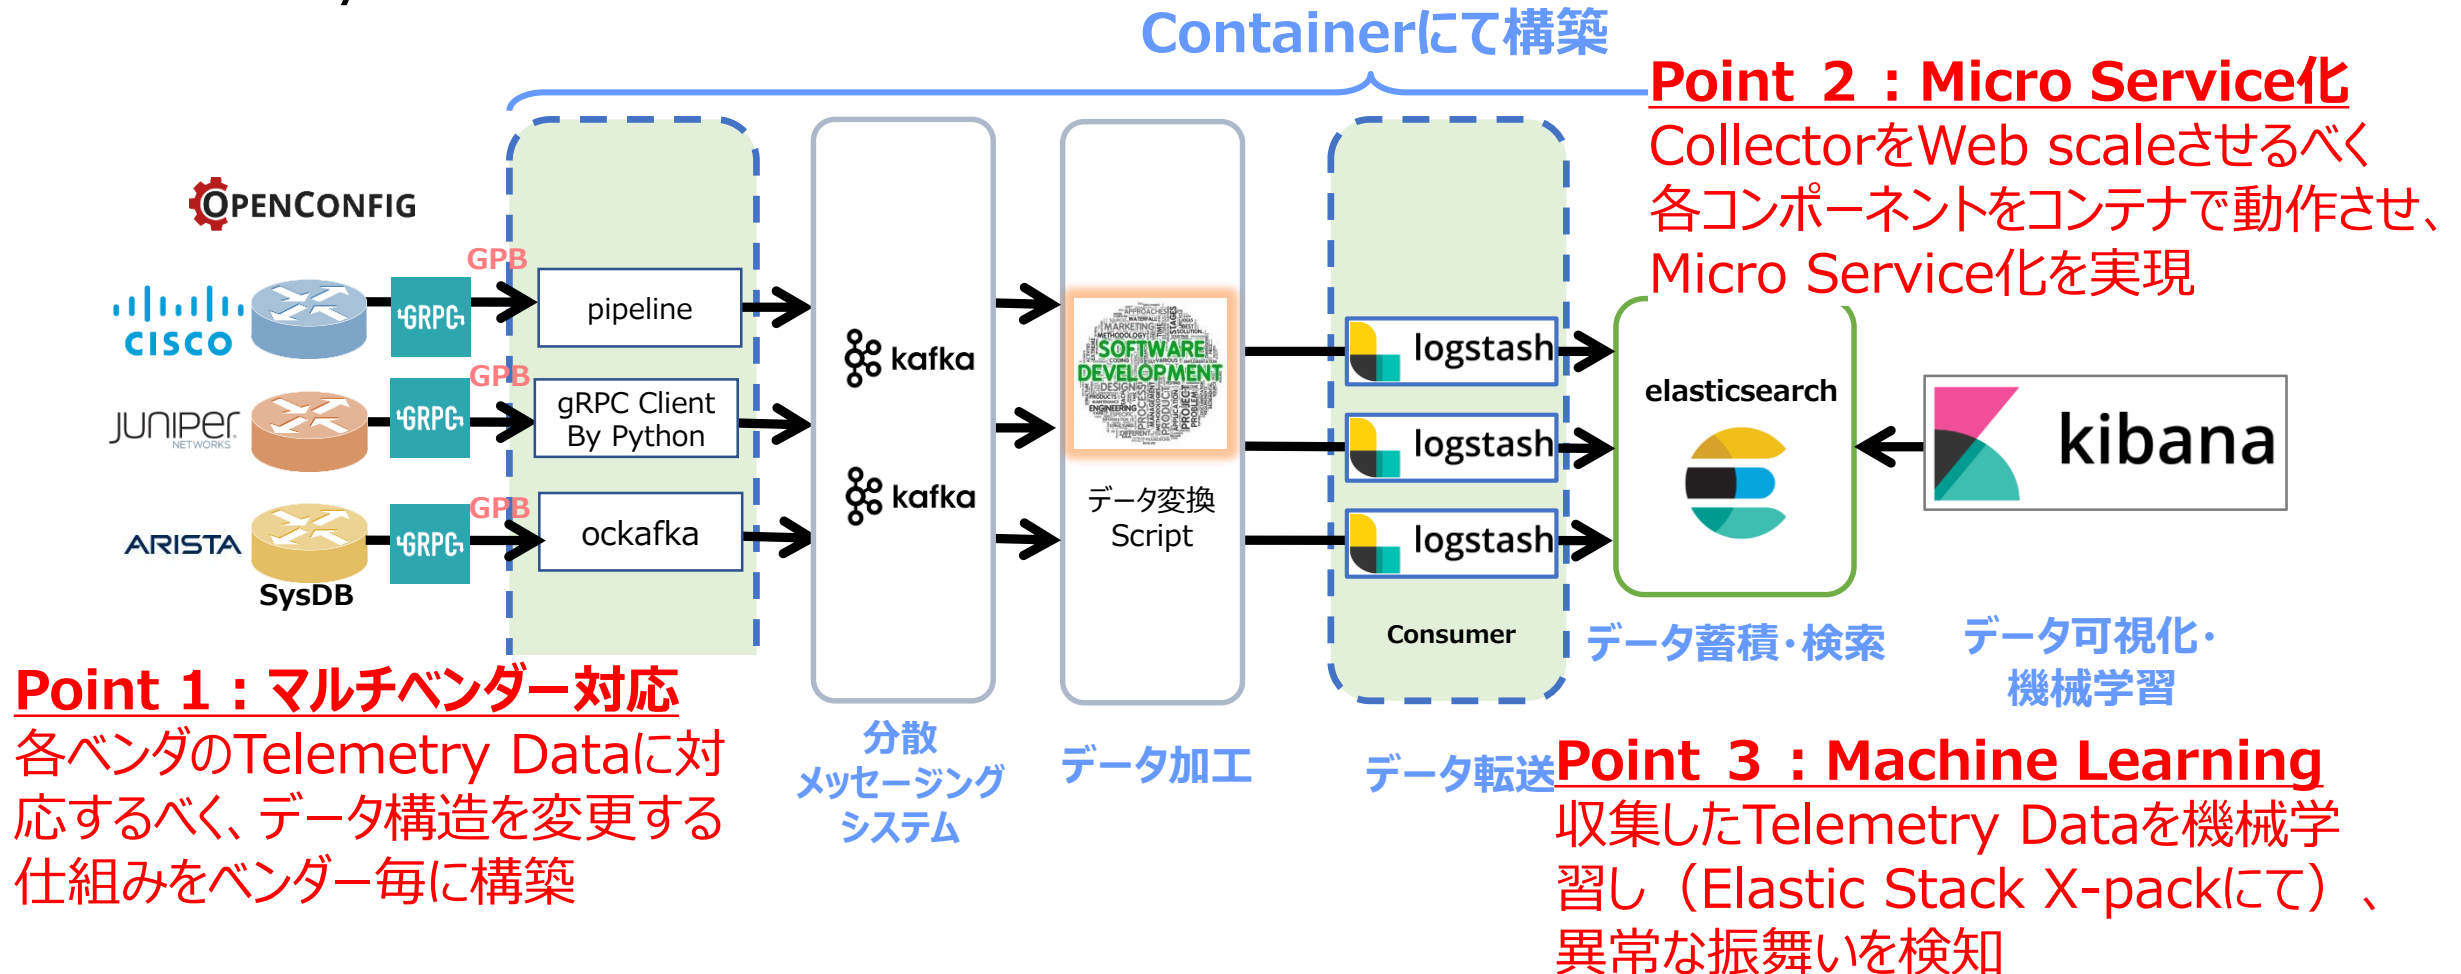 Containerにて構築
Point 2:Micro Service化
CollectorをWeb scaleさせるべく
各コンポーネントをコンテナで動作させ、
Micro Service化を実現
OPENCONFIG
GPB
CISCO
GRPC
pipeline
GPB
JUNIPER
NETWORKS
GRPC
gRPC Client
By Python
GPB
ARISTA
GRPC
ockafka
SysDB
kafka
kafka
SOFTWARE
DEVELOPMENT
データ変換
Script
logstash
logstash
logstash
Consumer
elasticsearch
kibana
データ蓄積・検索
データ可視化・
機械学習
Point 1:マルチベンダー対応
各ベンダのTelemetry Dataに対
応するべく、データ構造を変更する
仕組みをベンダー毎に構築
分散
メッセージング
システム
データ加工
データ転送
Point 3:Machine Learning
収集したTelemetry Dataを機械学
習し（Elastic Stack X-packにて）、
異常な振舞いを検知